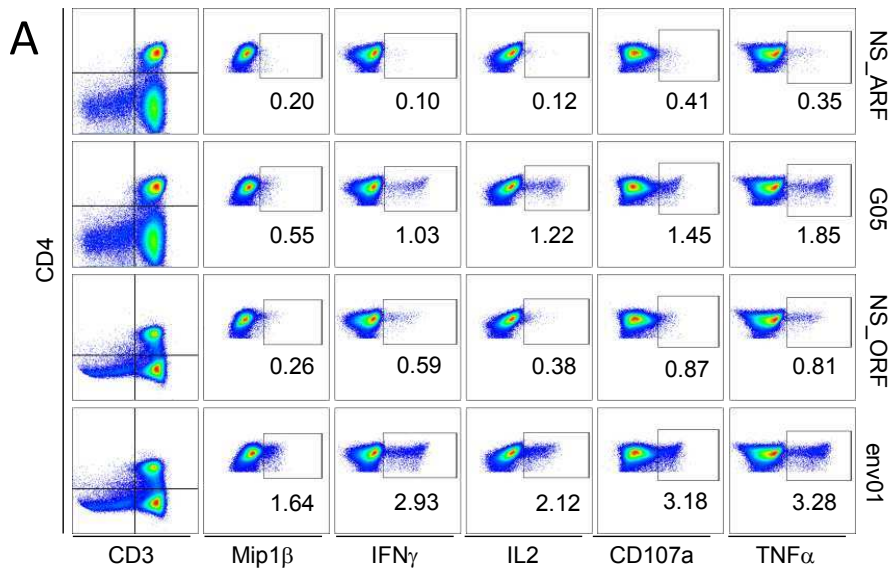 A
0.20 0.10 0.12 0.41 0.35
NS_ARF
0.55 1.03 1.22 1.45 1.85
G05
CD4
0.26 0.59 0.38 0.87 0.81
NS_ORF
1.64 2.93 2.12 3.18 3.28
env01
CD3 Mip1β IFNγ IL2 CD107a TNFα